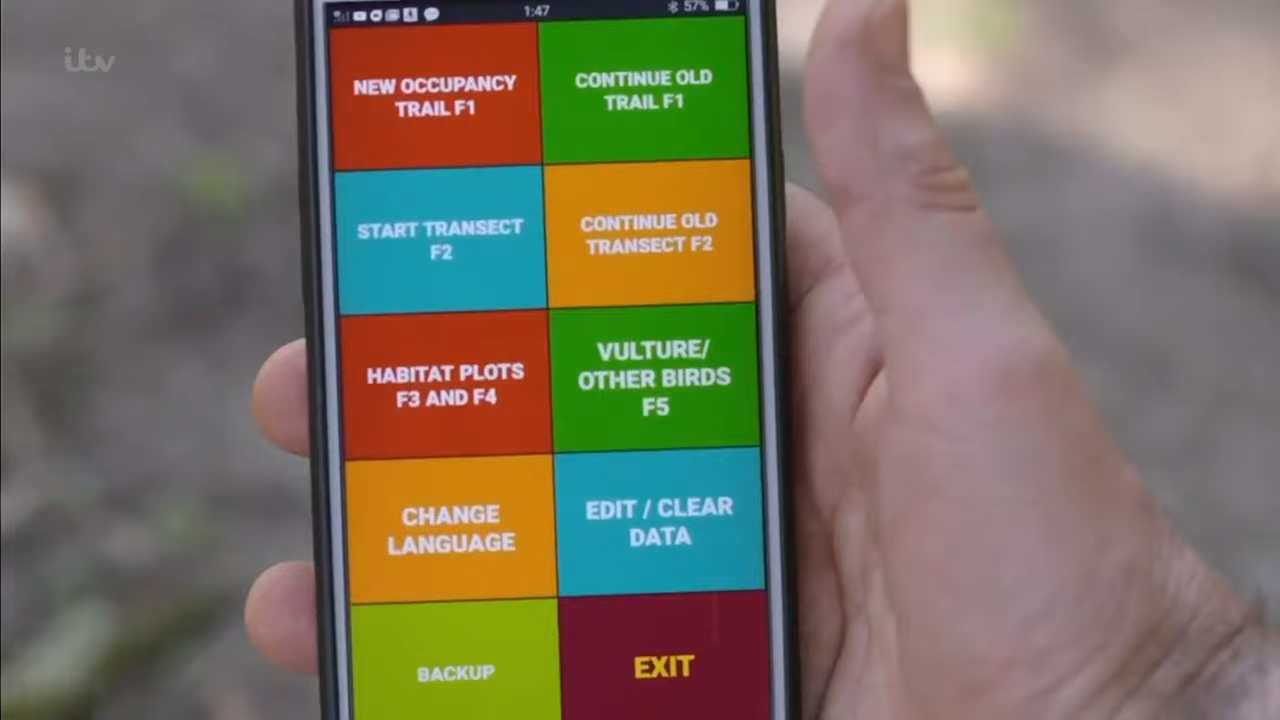 itv
1:47
57%
NEW OCCUPANCY
TRAIL F1
CONTINUE OLD
TRAIL F1
START TRANSECT
F2
CONTINUE OLD
TRANSECT F2
HABITAT PLOTS
F3 AND F4
VULTURE/
OTHER BIRDS
F5
CHANGE
LANGUAGE
EDIT / CLEAR
DATA
BACKUP
EXIT